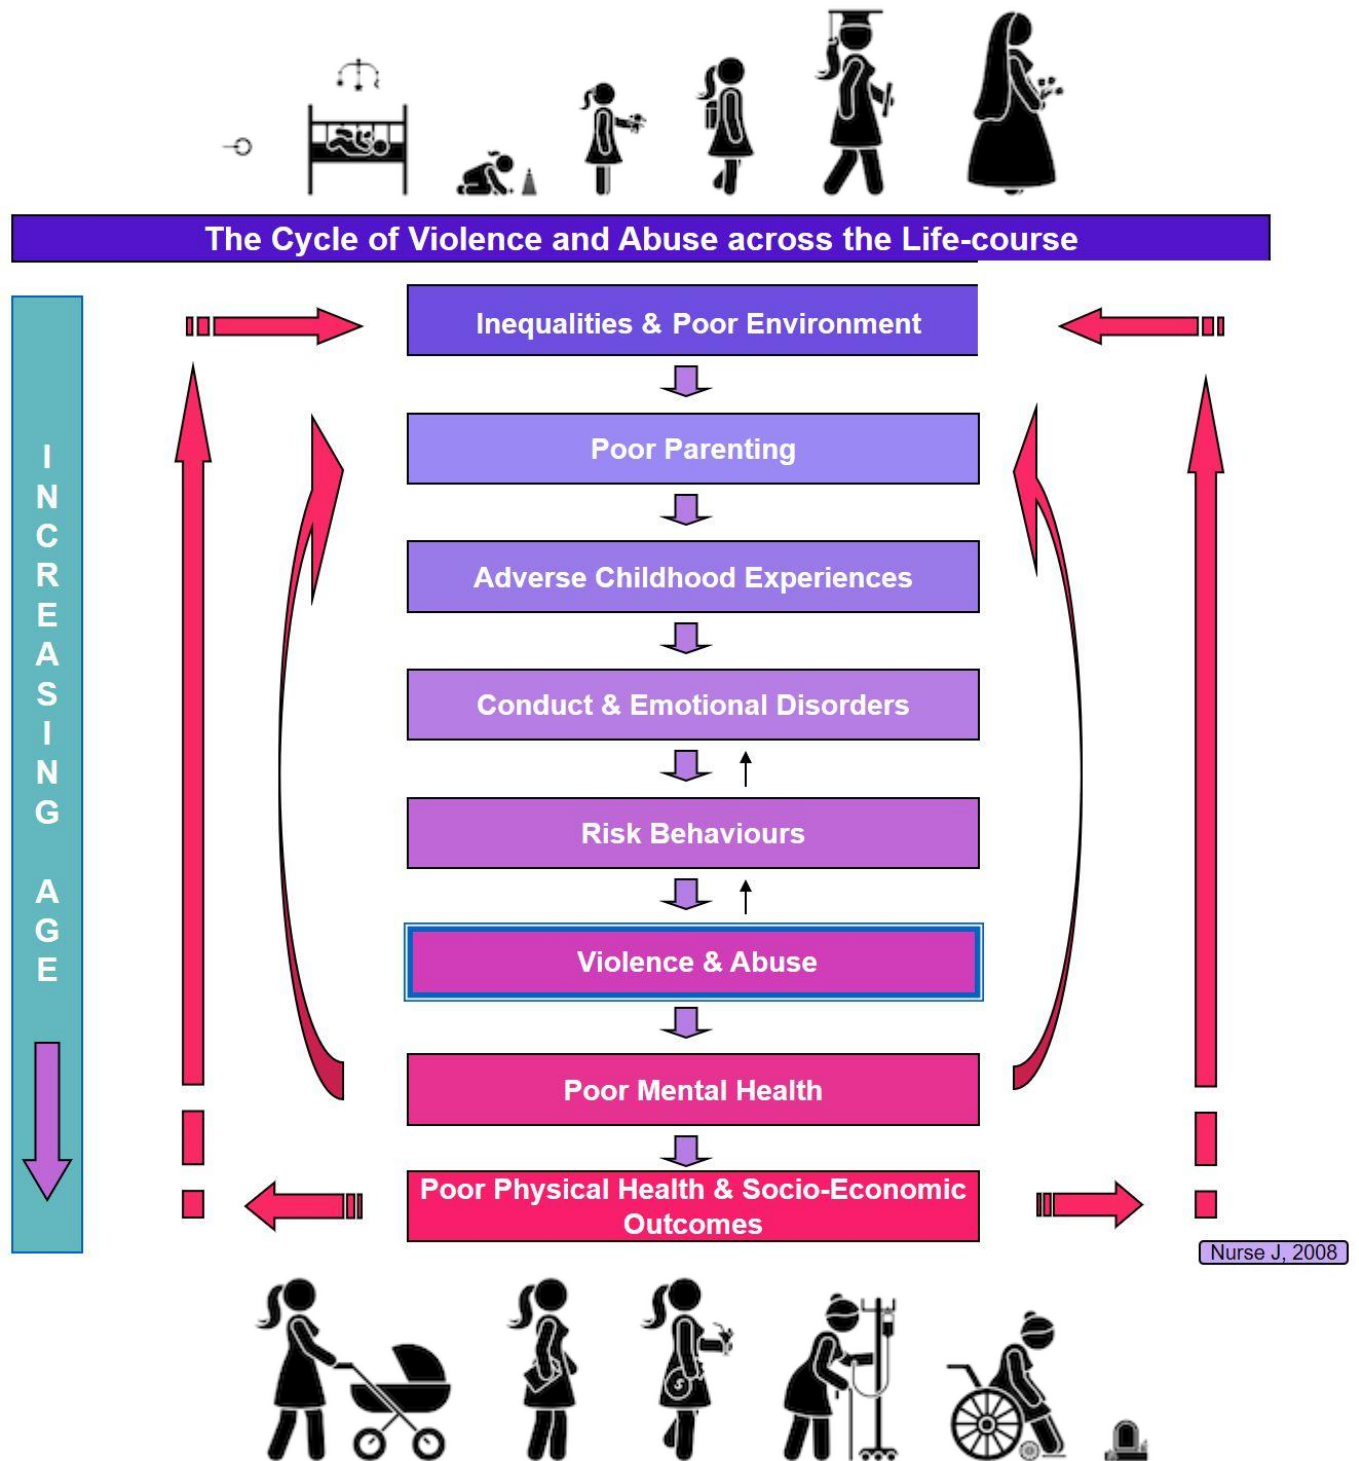 The Cycle of Violence and Abuse across the Life-course
INCREASING AGE
Inequalities & Poor Environment
Poor Parenting
Adverse Childhood Experiences
Conduct & Emotional Disorders
Risk Behaviours
Violence & Abuse
Poor Mental Health
Poor Physical Health & Socio-Economic
Outcomes
Nurse J, 2008
$